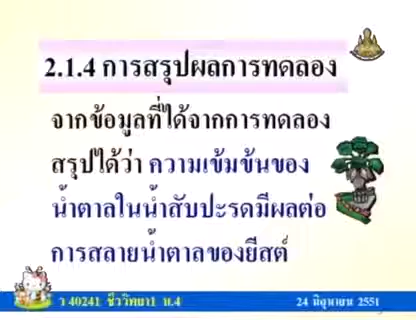 2.1.4 การสรุปผลการทดลอง
จากข้อมูลที่ได้จากการทดลอง
สรุปได้ว่า ความเข้มข้นของ
น้ำตาลในน้ำสับปะรดมีผลต่อ
การสลายน้ำตาลของยีสต์
ว 40241 ชีววิทยา1 ม.4
24 มิถุนายน 2551